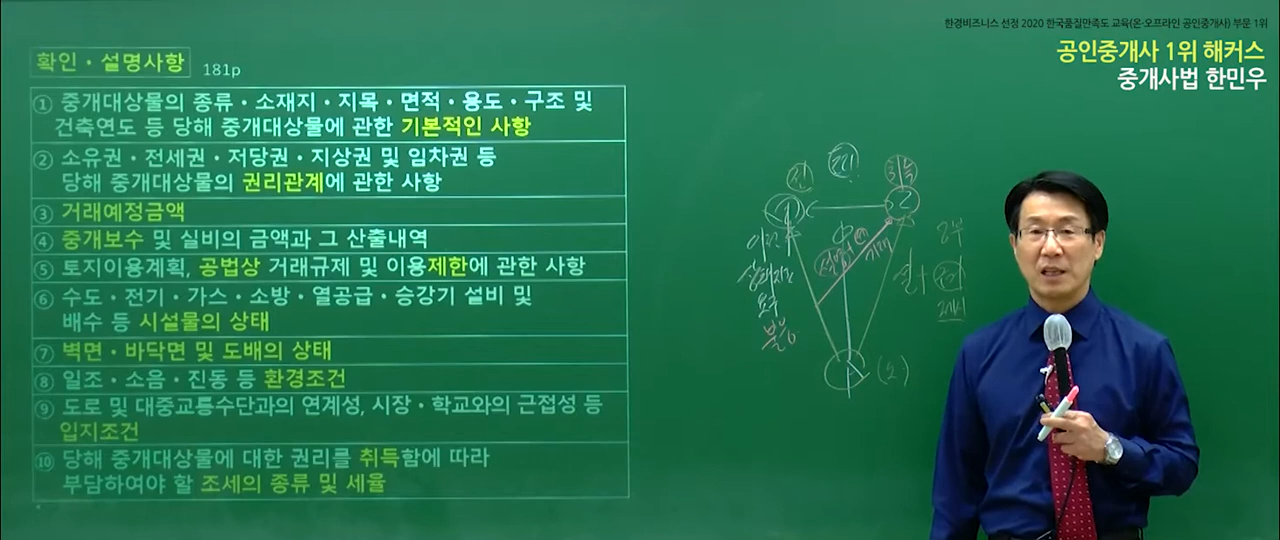 한경비즈니스 선정 2020 한국품질만족도 교육(온·오프라인 공인중개사) 부문 1위
공인중개사 1위 해커스
중개사법 한민우
확인·설명사항 181p
① 중개대상물의 종류·소재지·지목·면적·용도·구조 및
건축연도 등 당해 중개대상물에 관한 기본적인 사항
② 소유권·전세권·저당권·지상권 및 임차권 등
당해 중개대상물의 권리관계에 관한 사항
③ 거래예정금액
④ 중개보수 및 실비의 금액과 그 산출내역
⑤ 토지이용계획, 공법상 거래규제 및 이용제한에 관한 사항
⑥ 수도·전기·가스·소방·열공급·승강기 설비 및
배수 등 시설물의 상태
⑦ 벽면·바닥면 및 도배의 상태
⑧ 일조·소음·진동 등 환경조건
⑨ 도로 및 대중교통수단과의 연계성, 시장·학교와의 근접성 등
입지조건
⑩ 당해 중개대상물에 대한 권리를 취득함에 따라
부담하여야 할 조세의 종류 및 세율
전
취득
2
중
2부
상태자료
요구
불응
A